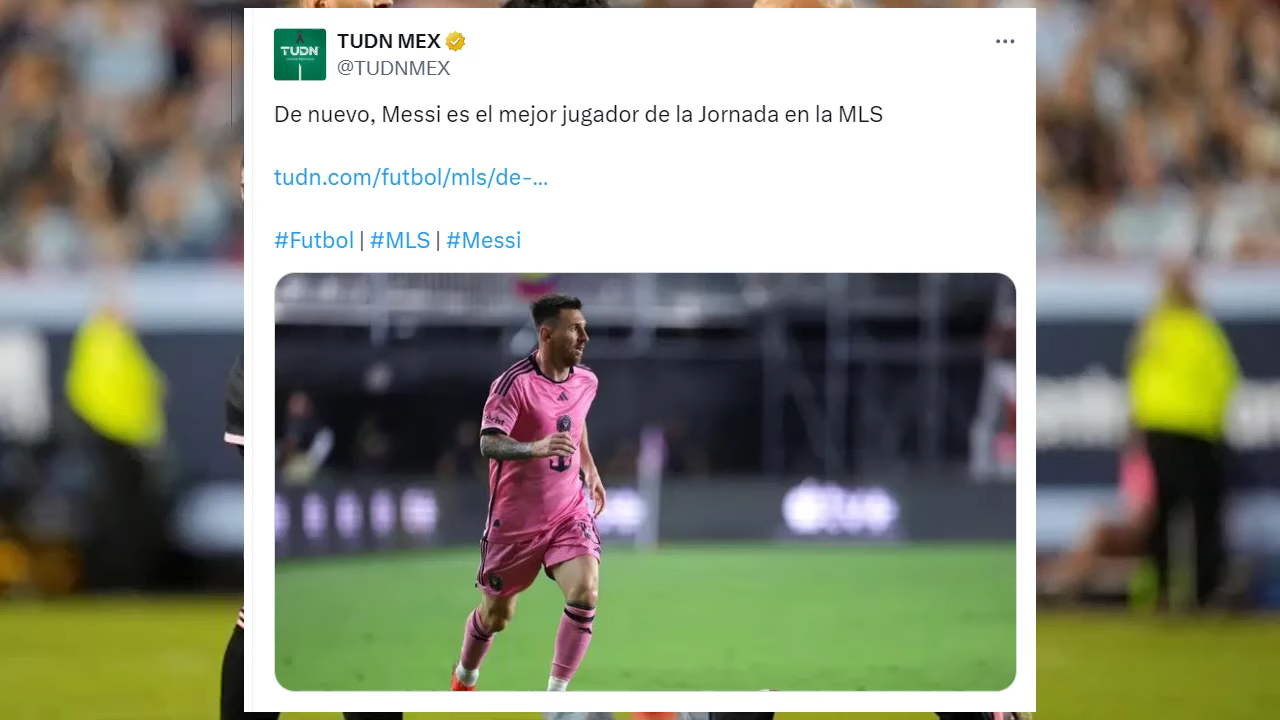 TUDN
TUDN MEX
@TUDNMEX
De nuevo, Messi es el mejor jugador de la Jornada en la MLS
tudn.com/futbol/mls/de-...
#Futbol | #MLS | #Messi